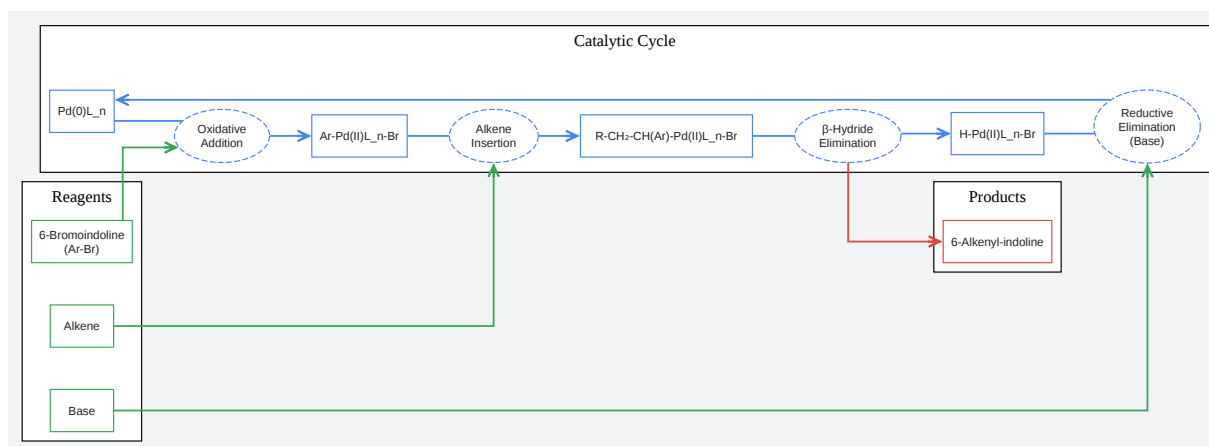 Catalytic Cycle
Pd(0)L_n
Oxidative
Addition
Ar-Pd(II)L_n-Br
Alkene
Insertion
R-CH₂-CH(Ar)-Pd(II)L_n-Br
β-Hydride
Elimination
H-Pd(II)L_n-Br
Reductive
Elimination
(Base)
Reagents
6-Bromoindoline
(Ar-Br)
Alkene
Base
Products
6-Alkenyl-indoline